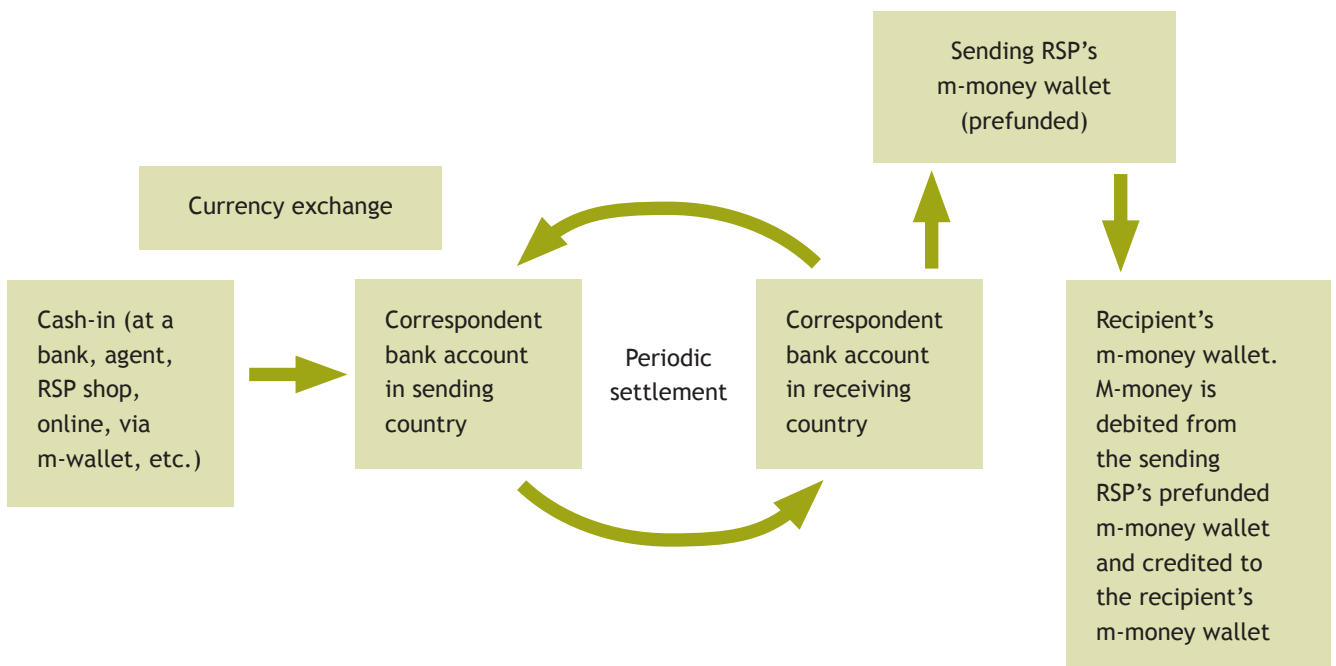 Sending RSP’s
m-money wallet
(prefunded)
Currency exchange
Cash-in (at a
bank, agent,
RSP shop,
online, via
m-wallet, etc.)
Correspondent
bank account
in sending
country
Periodic
settlement
Correspondent
bank account
in receiving
country
Recipient’s
m-money wallet.
M-money is
debited from
the sending
RSP’s prefunded
m-money wallet
and credited to
the recipient’s
m-money wallet